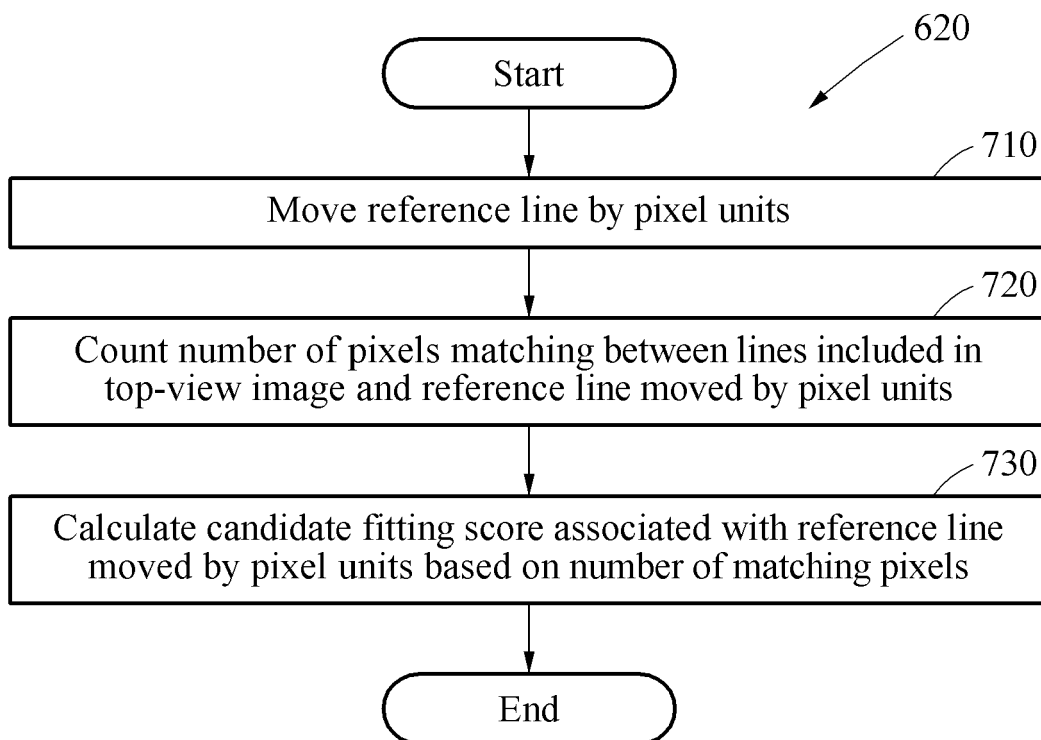 620
Start
710
Move reference line by pixel units
720
Count number of pixels matching between lines included in
top-view image and reference line moved by pixel units
730
Calculate candidate fitting score associated with reference line
moved by pixel units based on number of matching pixels
End